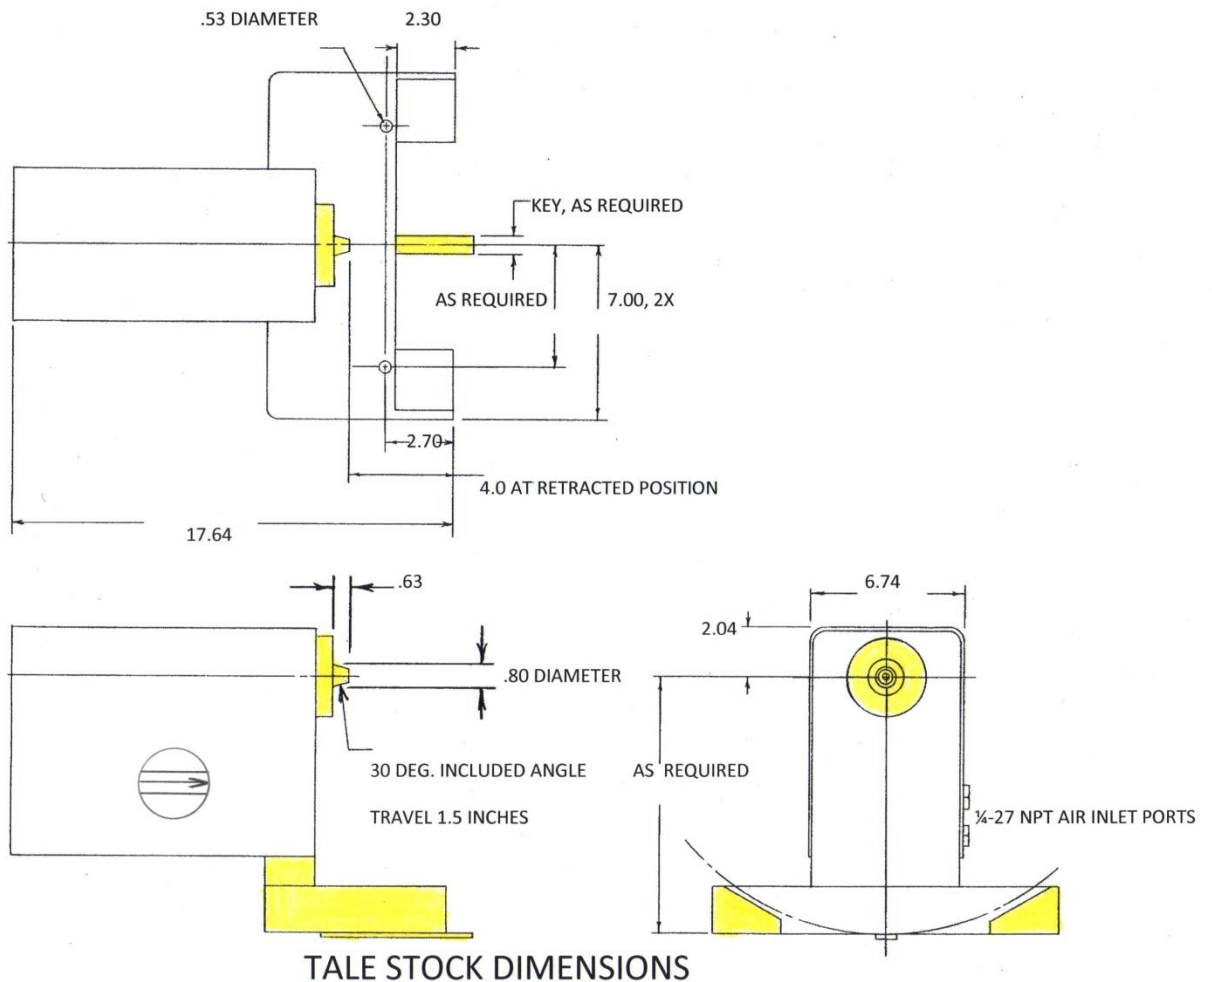 .53 DIAMETER
2.30
KEY, AS REQUIRED
AS REQUIRED
7.00, 2X
2.70
4.0 AT RETRACTED POSITION
17.64
.63
6.74
2.04
.80 DIAMETER
30 DEG. INCLUDED ANGLE
AS REQUIRED
TRAVEL 1.5 INCHES
¼-27 NPT AIR INLET PORTS
TALE STOCK DIMENSIONS